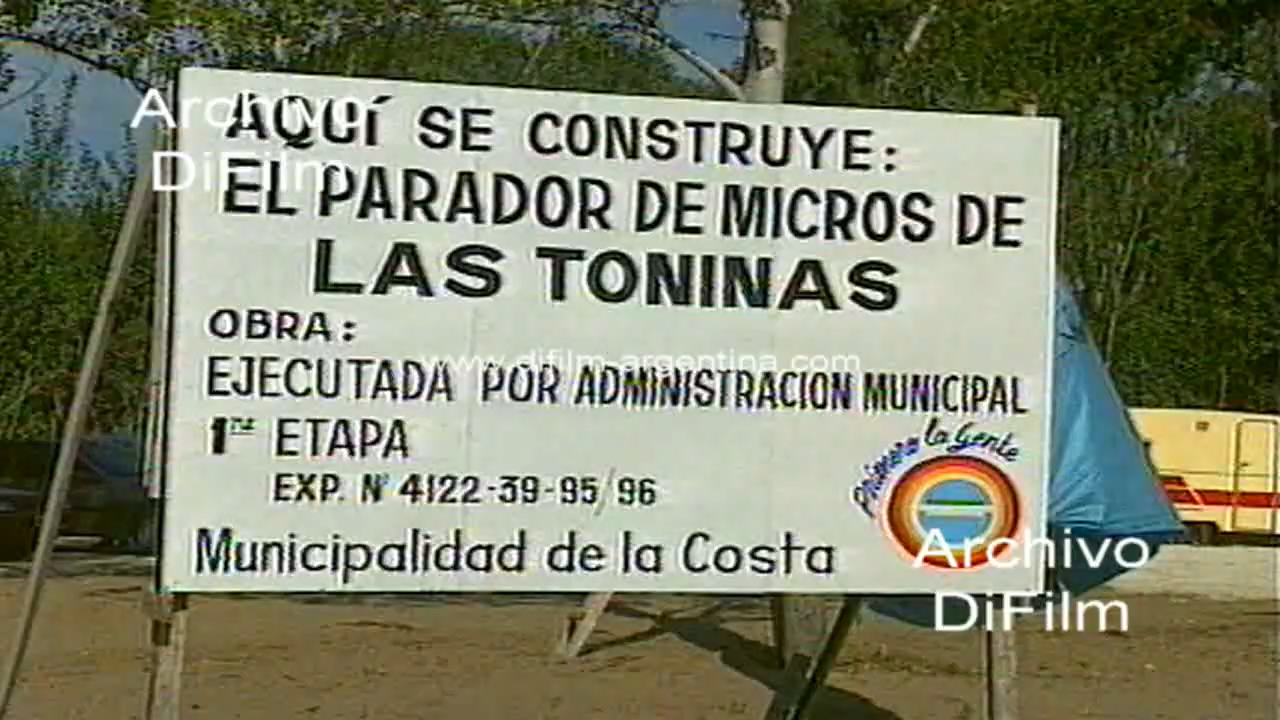 Archivo
DiFilm
AQUÍ SE CONSTRUYE:
EL PARADOR DE MICROS DE
LAS TONINAS
OBRA:
www.difilm-argentina.com
EJECUTADA POR ADMINISTRACION MUNICIPAL
1ra ETAPA
EXP. Nº 4122-39-95/96
Primero la Gente
Municipalidad de la Costa
Archivo
DiFilm